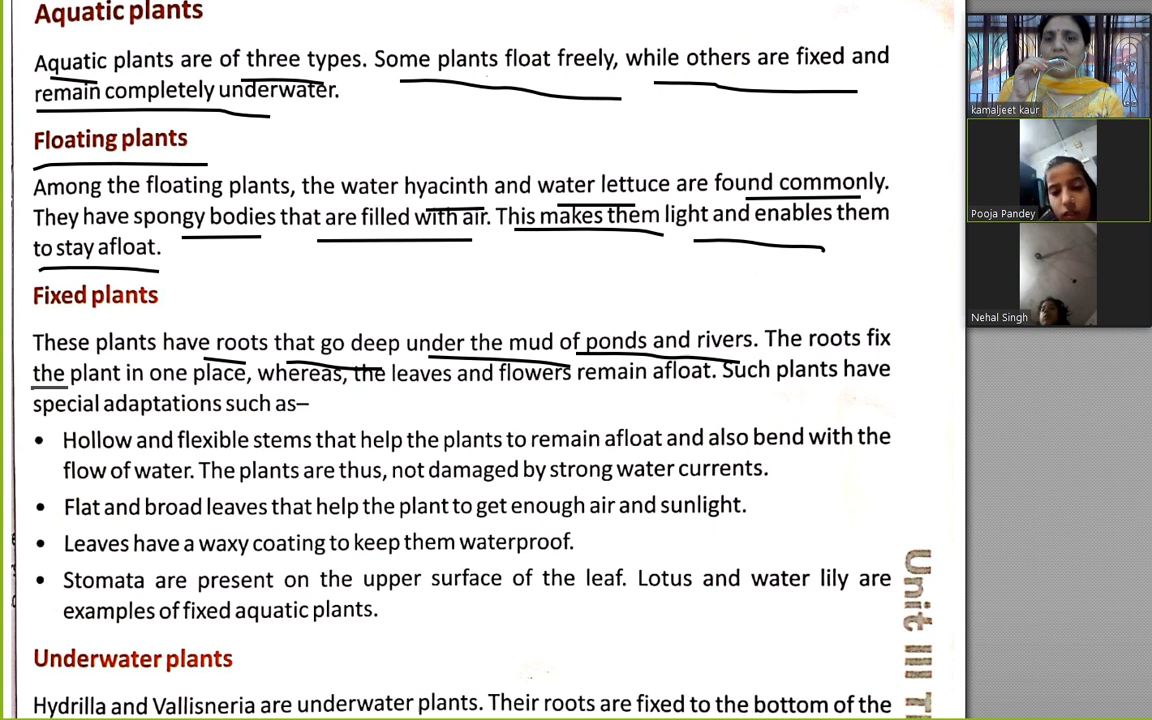 Aquatic plants
Aquatic plants are of three types. Some plants float freely, while others are fixed and
remain completely underwater.
Floating plants
Among the floating plants, the water hyacinth and water lettuce are found commonly.
They have spongy bodies that are filled with air. This makes them light and enables them
to stay afloat.
Fixed plants
These plants have roots that go deep under the mud of ponds and rivers. The roots fix
the plant in one place, whereas, the leaves and flowers remain afloat. Such plants have
special adaptations such as–
• Hollow and flexible stems that help the plants to remain afloat and also bend with the
flow of water. The plants are thus, not damaged by strong water currents.
• Flat and broad leaves that help the plant to get enough air and sunlight.
• Leaves have a waxy coating to keep them waterproof.
• Stomata are present on the upper surface of the leaf. Lotus and water lily are
examples of fixed aquatic plants.
Underwater plants
Hydrilla and Vallisneria are underwater plants. Their roots are fixed to the bottom of the
Unit III
kamaljeet kaur
Pooja Pandey
Nehal Singh